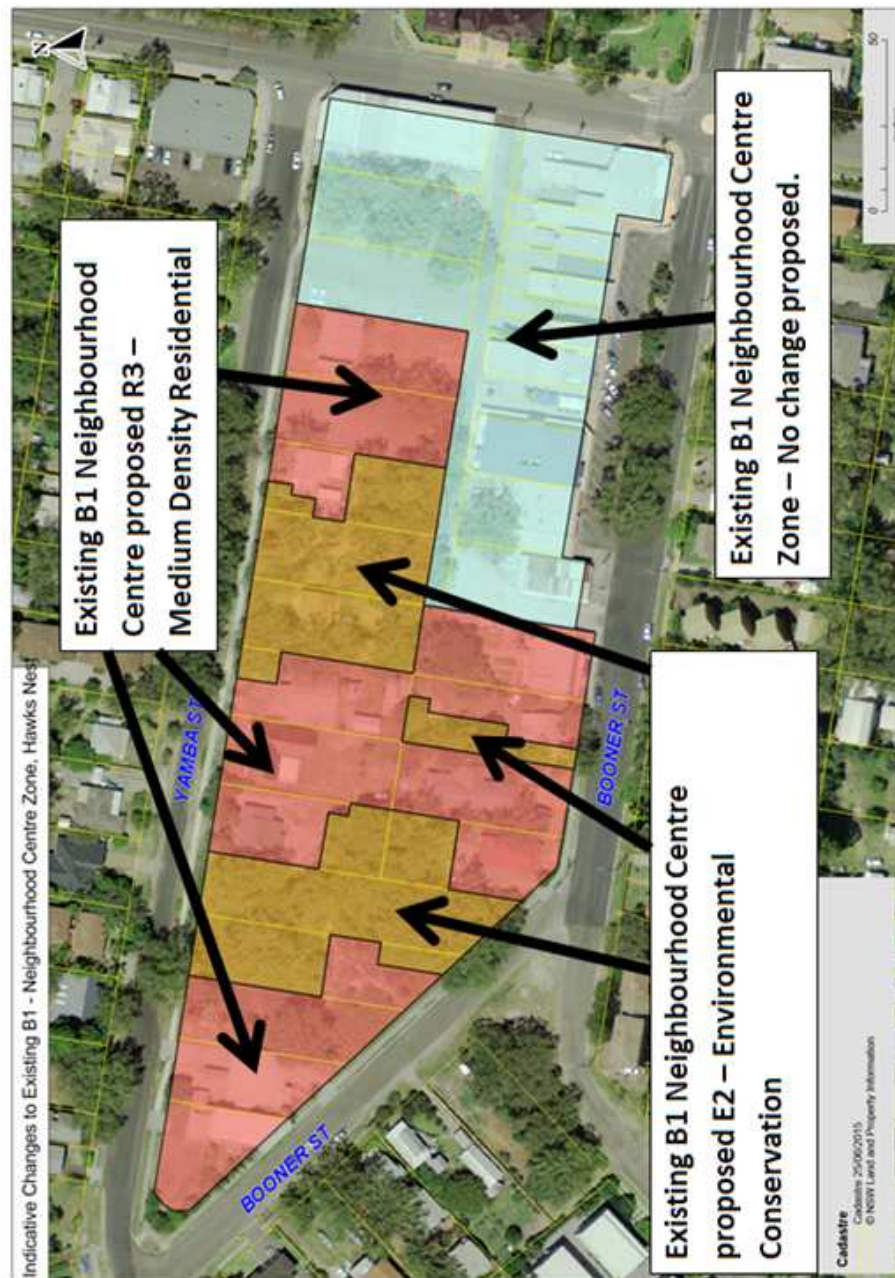 Indicative Changes to Existing B1 - Neighbourhood Centre Zone, Hawks Nest
N
Existing B1 Neighbourhood
Centre proposed R3 –
Medium Density Residential
YAMBA ST
BOONER ST
BOONER ST
Existing B1 Neighbourhood Centre
proposed E2 – Environmental
Conservation
Existing B1 Neighbourhood Centre
Zone – No change proposed.
Cadastre
Cadastre 25/06/2015
© NSW Land and Property Information
0
50